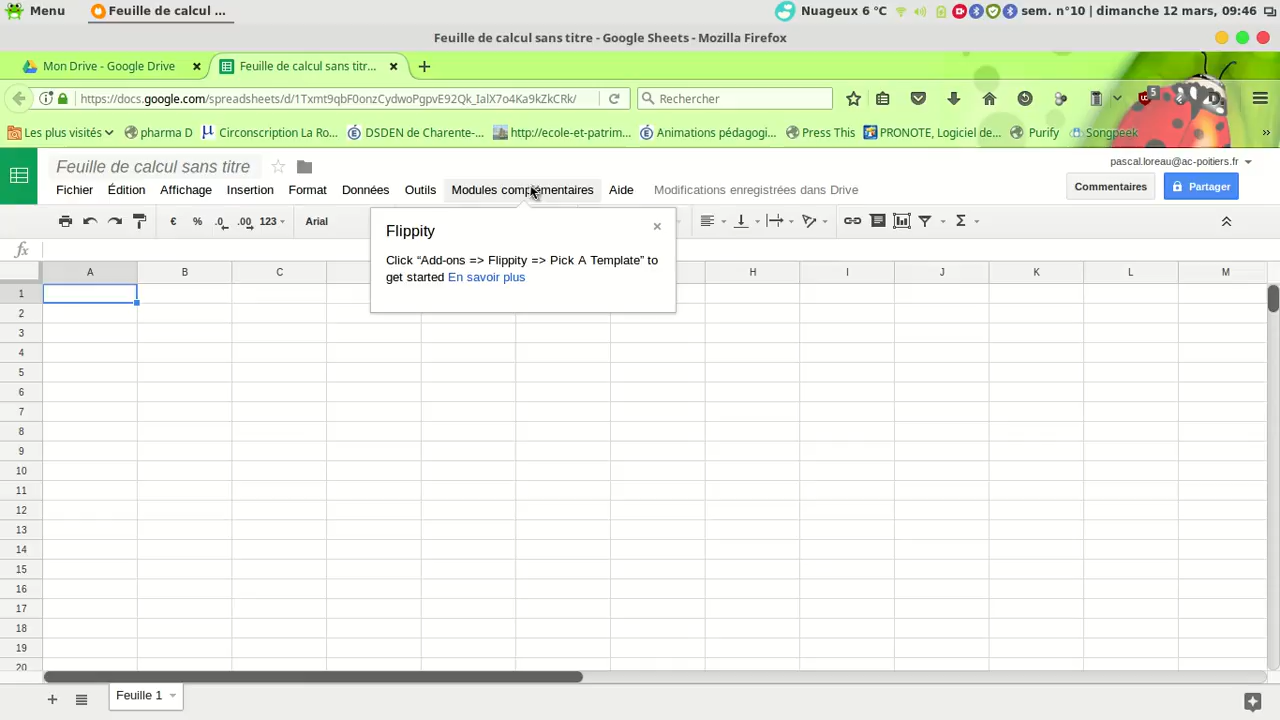 Menu
Feuille de calcul ...
Nuageux 6 °C
sem. n°10 | dimanche 12 mars, 09:46
Feuille de calcul sans titre - Google Sheets - Mozilla Firefox
Mon Drive - Google Drive
Feuille de calcul sans titr...
https://docs.google.com/spreadsheets/d/1Txmt9qbF0onzCydwoPgpvE92Qk_IaIX7o4Ka9kZkCRk/
Rechercher
5
Les plus visités
pharma D
Circonscription La Ro...
DSDEN de Charente-...
http://ecole-et-patrim...
Animations pédagogi...
Press This
PRONOTE, Logiciel de...
Purify
Songpeek
Feuille de calcul sans titre
pascal.loreau@ac-poitiers.fr
Fichier Édition Affichage Insertion Format Données Outils Modules complémentaires Aide Modifications enregistrées dans Drive
Commentaires
Partager
€ % .0 .00 123 Arial
Flippity
Click “Add-ons => Flippity => Pick A Template” to
get started En savoir plus
fx
A B C H I J K L M
1
2
3
4
5
6
7
8
9
10
11
12
13
14
15
16
17
18
19
20
Feuille 1